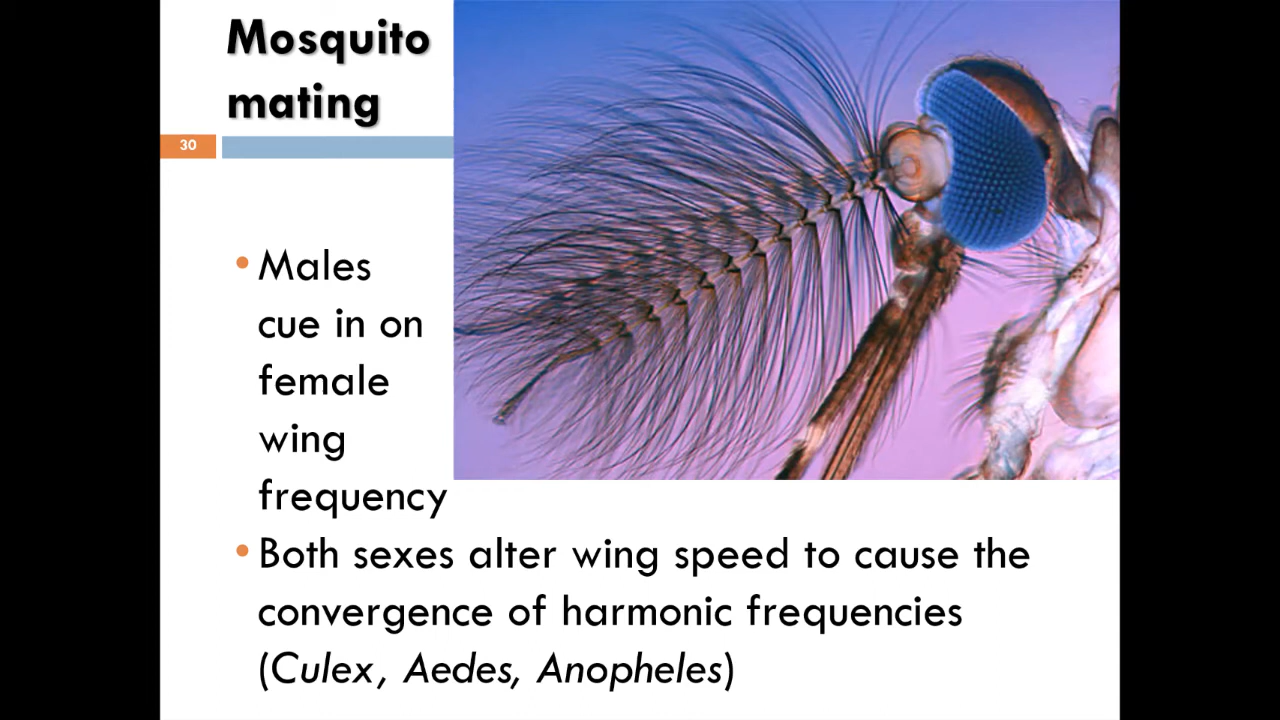 Mosquito
mating
30
• Males
cue in on
female
wing
frequency
• Both sexes alter wing speed to cause the
convergence of harmonic frequencies
(Culex, Aedes, Anopheles)